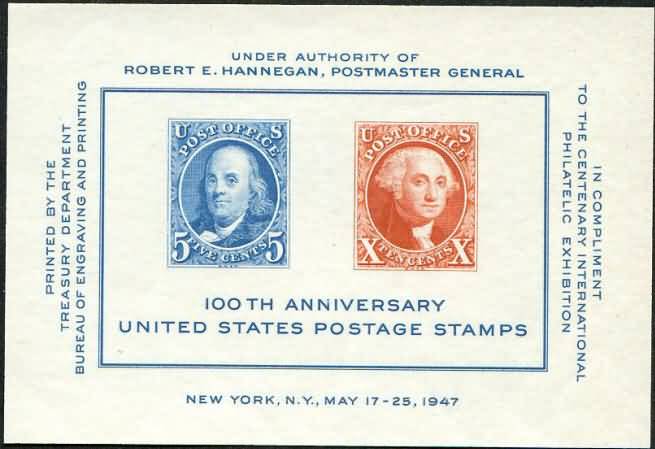 UNDER AUTHORITY OF
ROBERT E. HANNEGAN, POSTMASTER GENERAL
PRINTED BY THE
TREASURY DEPARTMENT
BUREAU OF ENGRAVING AND PRINTING
U S
POST OFFICE
5 FIVE CENTS 5
U S
POST OFFICE
X TEN CENTS X
100TH ANNIVERSARY
UNITED STATES POSTAGE STAMPS
IN COMPLIMENT
TO THE CENTENARY INTERNATIONAL
PHILATELIC EXHIBITION
NEW YORK, N.Y., MAY 17-25, 1947